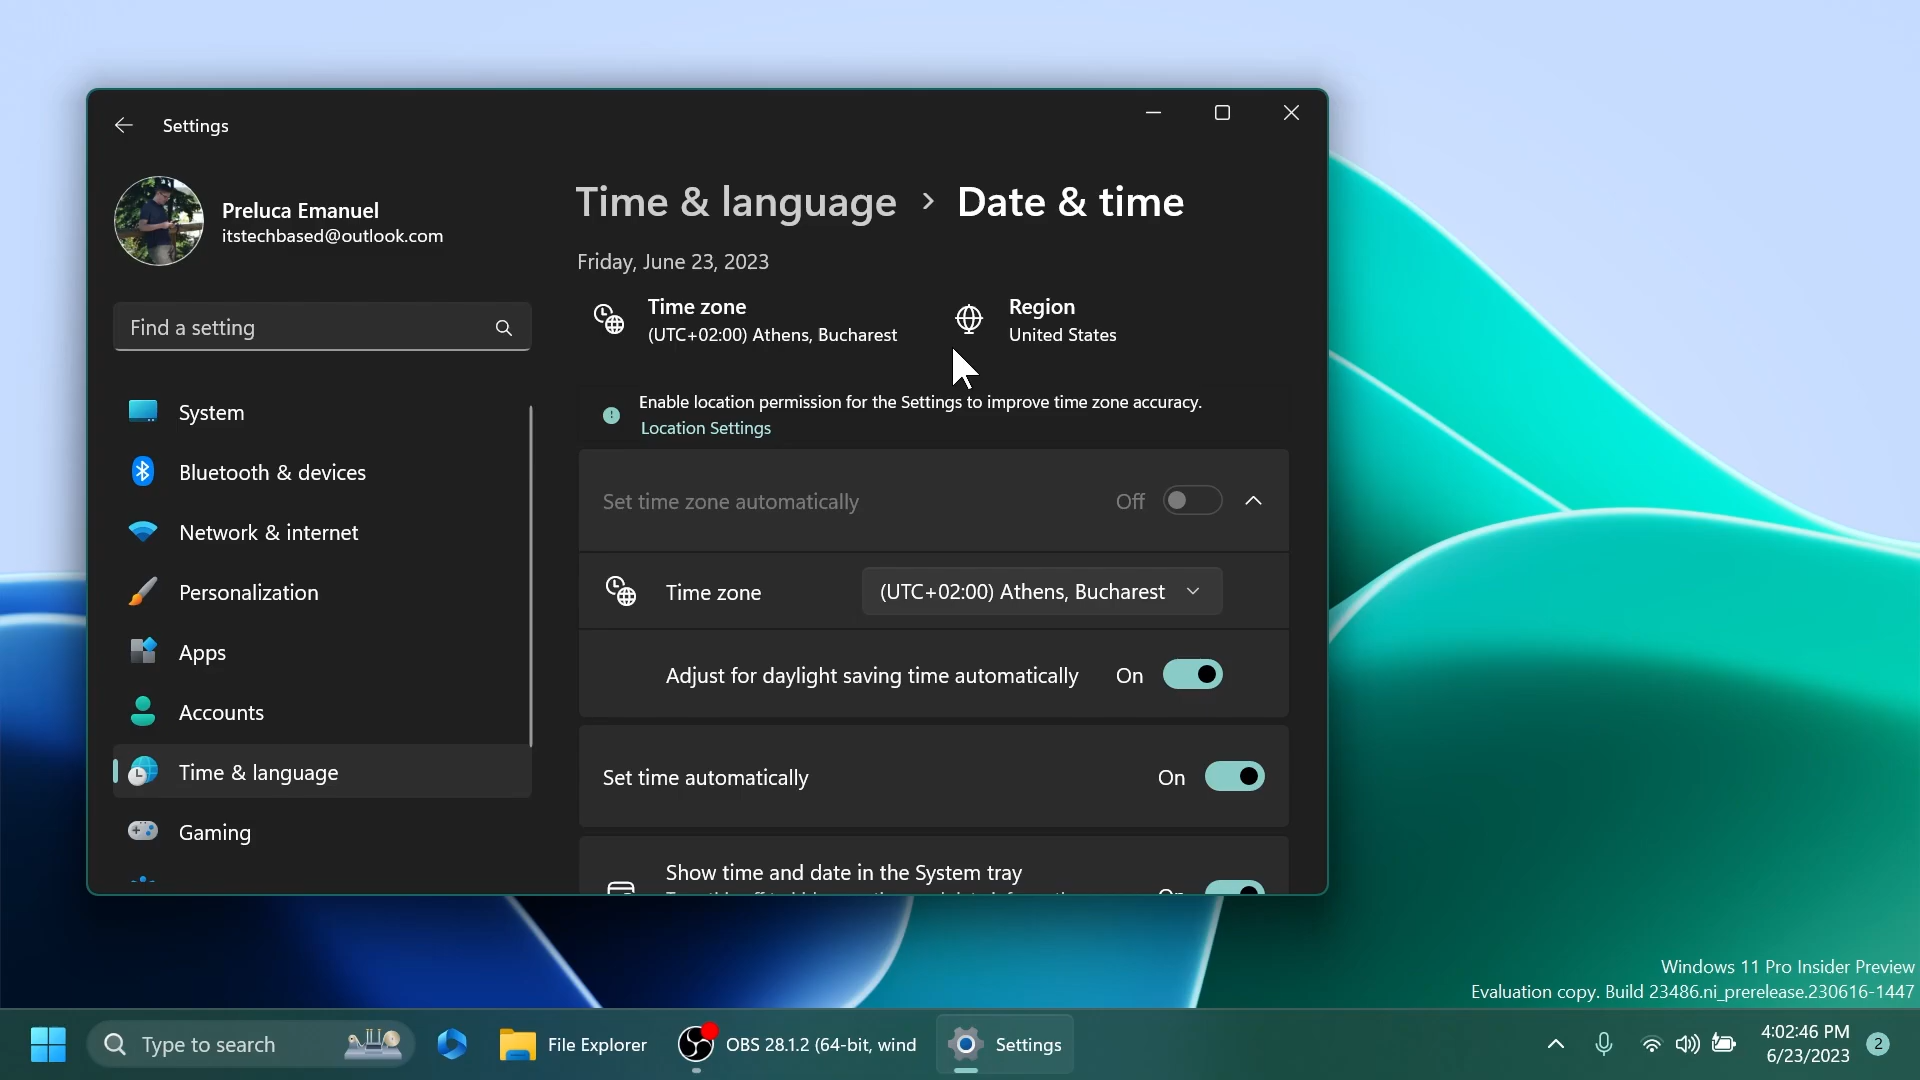 Settings
Preluca Emanuel
itstechbased@outlook.com
Find a setting
System
Bluetooth & devices
Network & internet
Personalization
Apps
Accounts
Time & language
Gaming
Time & language › Date & time
Friday, June 23, 2023
Time zone
(UTC+02:00) Athens, Bucharest
Region
United States
Enable location permission for the Settings to improve time zone accuracy.
Location Settings
Set time zone automatically Off
Time zone (UTC+02:00) Athens, Bucharest
Adjust for daylight saving time automatically On
Set time automatically On
Show time and date in the System tray
On
Windows 11 Pro Insider Preview
Evaluation copy. Build 23486.ni_prerelease.230616-1447
Type to search
File Explorer
OBS 28.1.2 (64-bit, wind
Settings
4:02:46 PM
6/23/2023
2